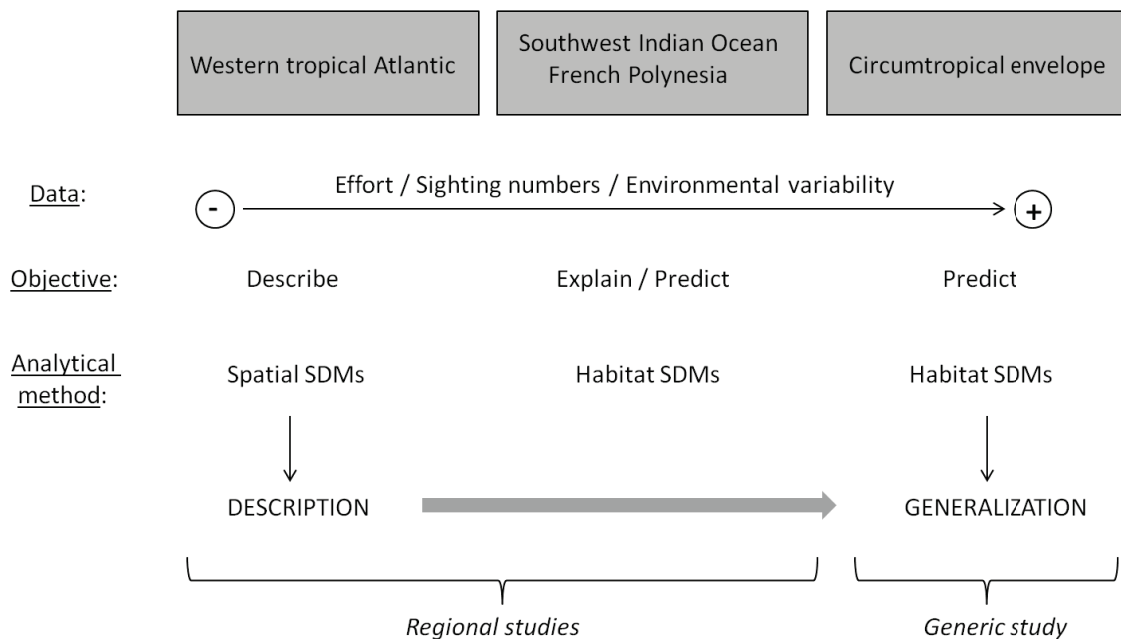 Western tropical Atlantic
Southwest Indian Ocean
French Polynesia
Circumtropical envelope
Data:
Effort / Sighting numbers / Environmental variability
-
+
Objective:
Describe
Explain / Predict
Predict
Analytical
method:
Spatial SDMs
Habitat SDMs
Habitat SDMs
DESCRIPTION
GENERALIZATION
Regional studies
Generic study